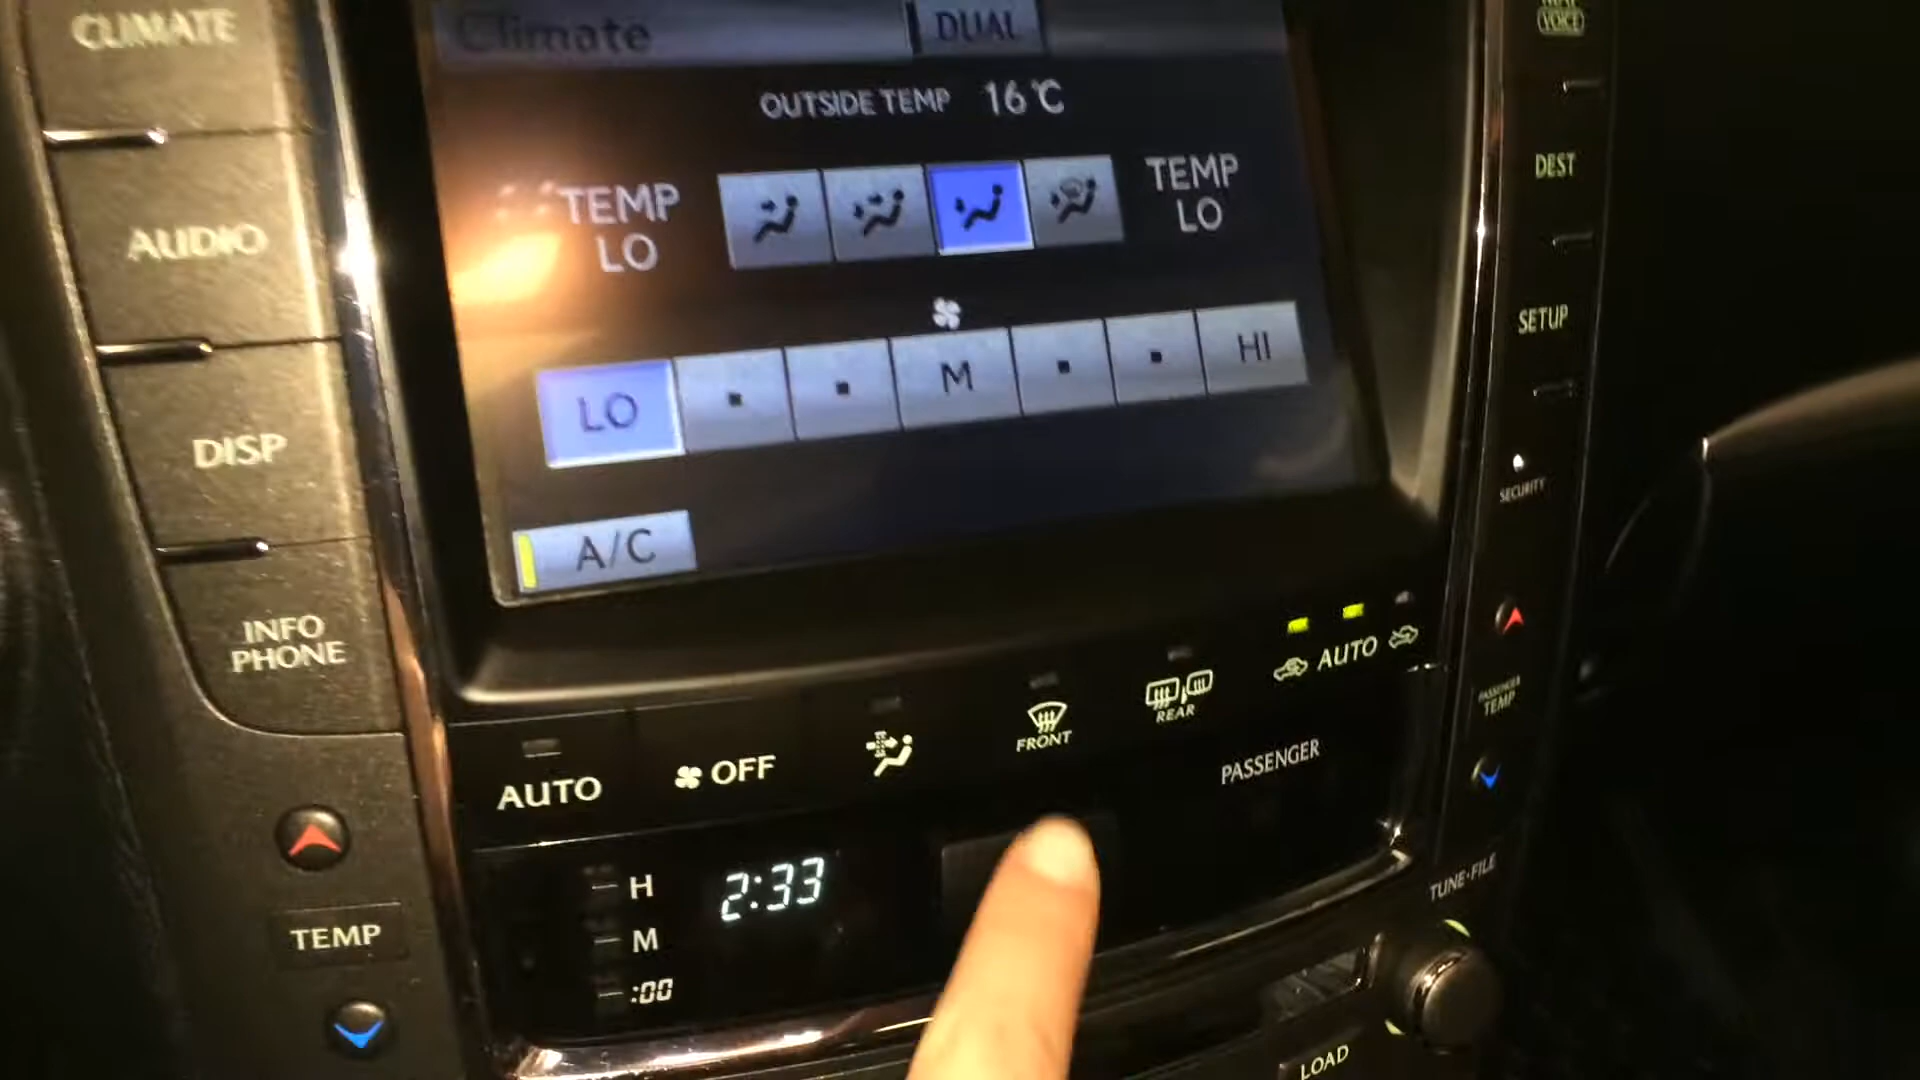 CLIMATE
AUDIO
DISP
INFO
PHONE
TEMP
Climate
DUAL
OUTSIDE TEMP 16℃
TEMP
LO
TEMP
LO
LO
M
HI
A/C
AUTO
OFF
FRONT
REAR
AUTO
PASSENGER
H
M
:00
2:33
VOICE
DEST
SETUP
SECURITY
PASSENGER
TEMP
TUNE•FILE
LOAD